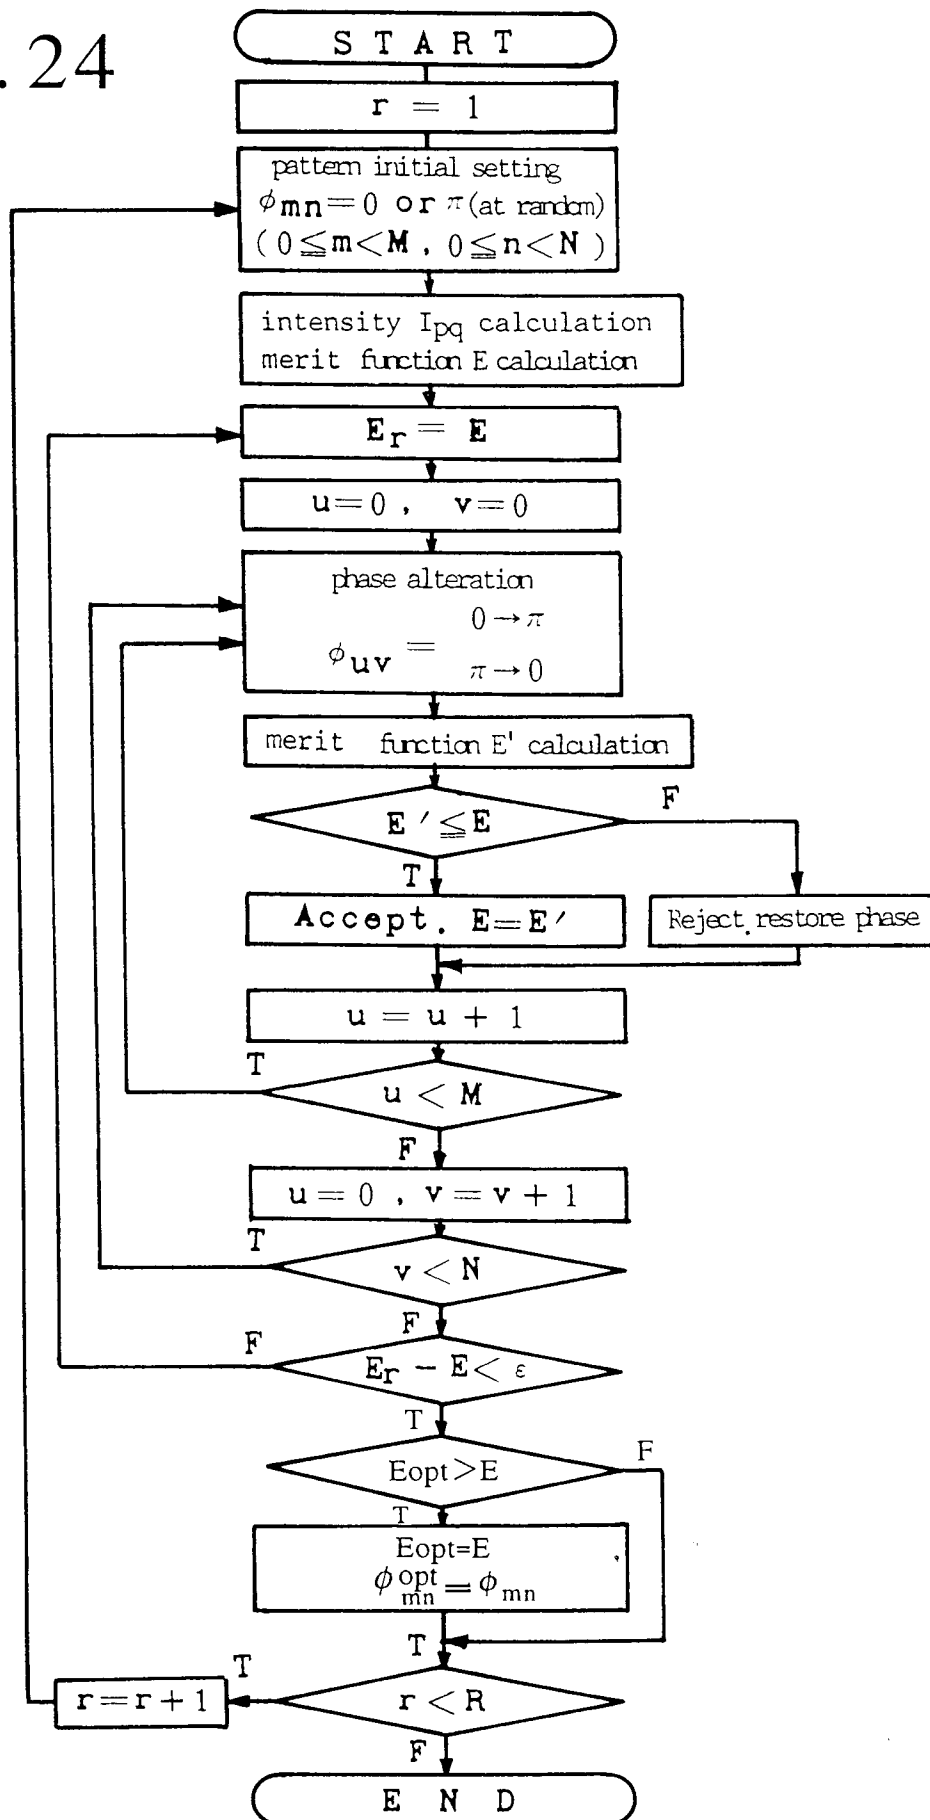 . 24
START
r = 1
pattern initial setting
ϕmn=0 or π(at random)
(0≦m<M, 0≦n<N)
intensity Ipq calculation
merit function E calculation
Er = E
u=0, v=0
phase alteration
0→π
ϕuv =
π→0
merit function E' calculation
E'≦E
F
T
Accept. E=E'
Reject.restore phase
u = u + 1
T
u < M
F
u=0, v=v+1
T
v < N
F
F
Er − E < ε
T
Eopt>E
F
T
Eopt=E
ϕmn opt = ϕmn
T
T
r=r+1
r < R
F
END